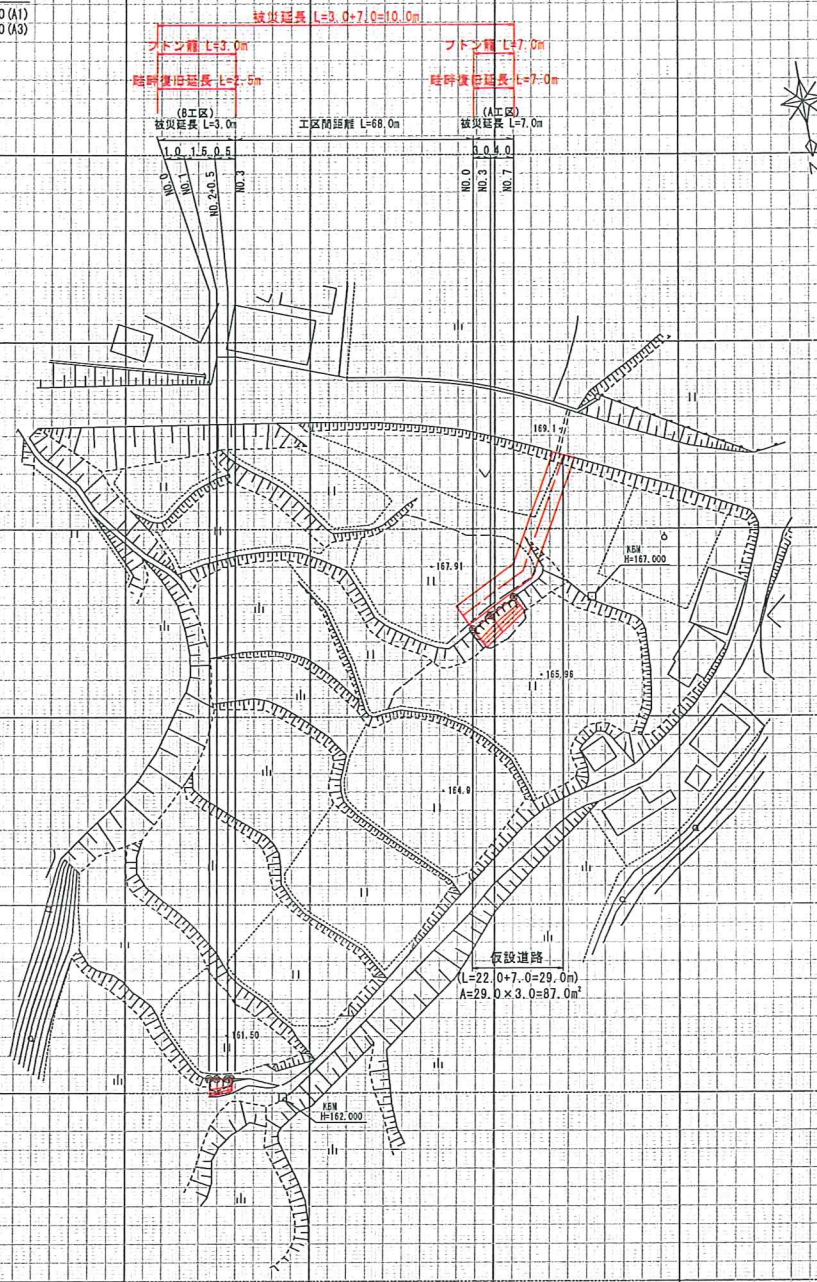 0(A1)
0(A3)
被災延長 L=3.0+7.0=10.0m
フトン籠 L=3.0m
フトン籠 L=7.0m
畦畔復旧延長 L=2.5m
畦畔復旧延長 L=7.0m
(B工区)
被災延長 L=3.0m
工区間距離 L=68.0m
(A工区)
被災延長 L=7.0m
1.0 1.5 0.5
3.0 4.0
NO.0
NO.1
NO.2+0.5
NO.3
NO.0
NO.3
NO.7
169.1
167.91
KBM
H=167.000
165.96
164.9
仮設道路
(L=22.0+7.0=29.0m)
A=29.0×3.0=87.0m²
161.50
KBM
H=162.000